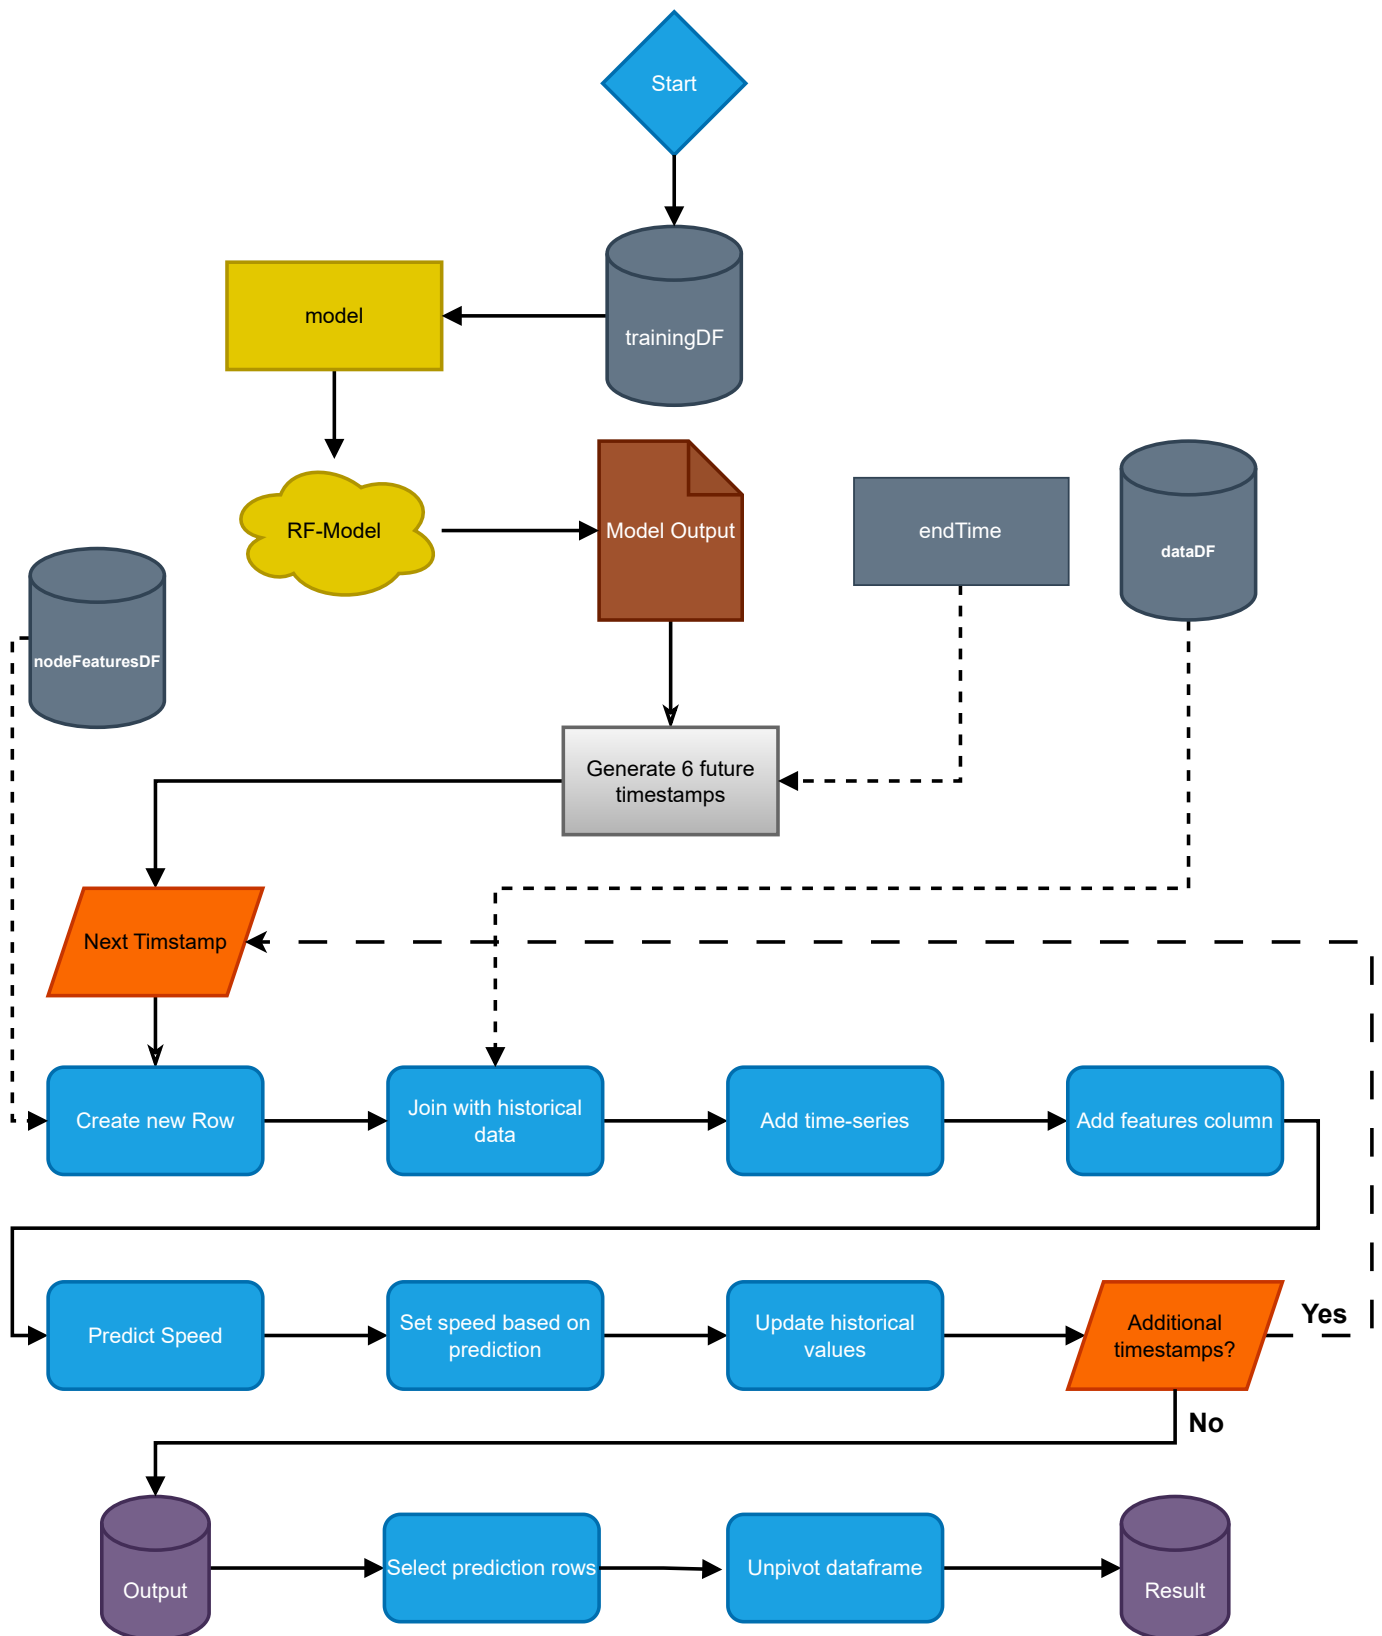 Start
trainingDF
model
RF-Model
Model Output
endTime
dataDF
nodeFeaturesDF
Generate 6 future
timestamps
Next Timstamp
Create new Row
Join with historical
data
Add time-series
Add features column
Predict Speed
Set speed based on
prediction
Update historical
values
Additional
timestamps?
Yes
No
Output
Select prediction rows
Unpivot dataframe
Result